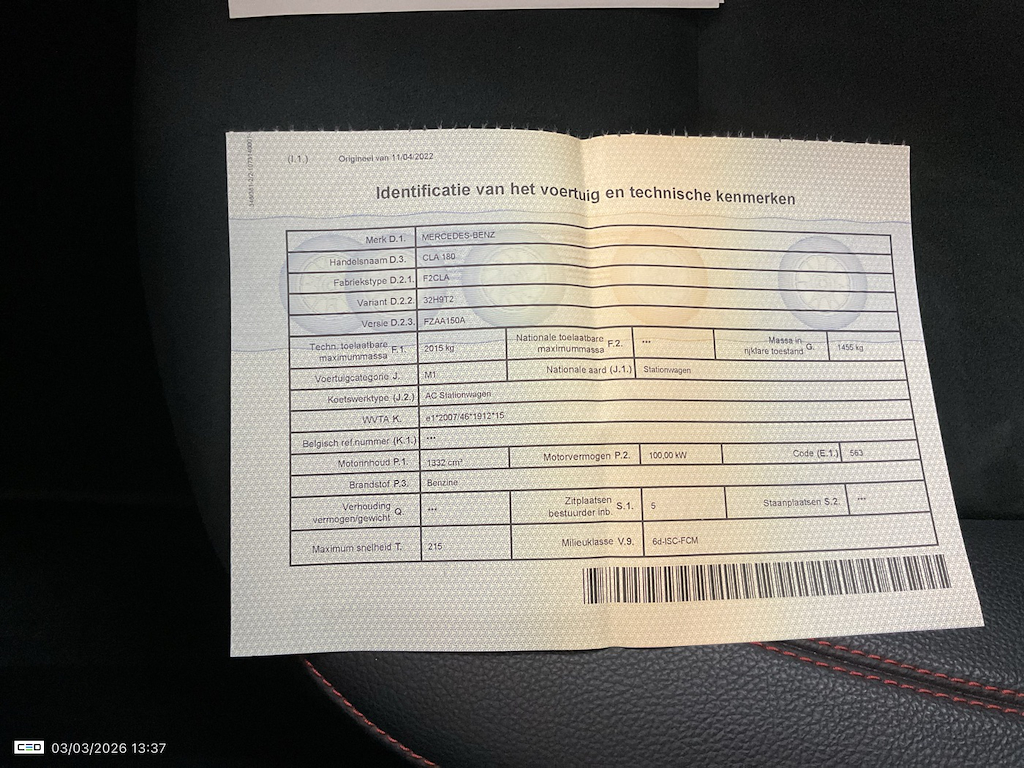 (I.1.) Origineel van 11/04/2022
Identificatie van het voertuig en technische kenmerken
Merk D.1. MERCEDES-BENZ
Handelsnaam D.3. CLA 180
Fabriekstype D.2.1. F2CLA
Variant D.2.2. 32H9T2
Versie D.2.3. FZAA150A
Techn. toelaatbare maximummassa F.1. 2015 kg Nationale toelaatbare maximummassa F.2. *** Massa in rijklare toestand G. 1455 kg
Voertuigcategorie J. M1 Nationale aard (J.1.) Stationwagen
Koetswerktype (J.2.) AC Stationwagen
WVTA K. e1*2007/46*1912*15
Belgisch ref.nummer (K.1.) ***
Motorinhoud P.1. 1332 cm³ Motorvermogen P.2. 100,00 kW Code (E.1.) 563
Brandstof P.3. Benzine
Verhouding vermogen/gewicht Q. *** Zitplaatsen bestuurder inb. S.1. 5 Staanplaatsen S.2. ***
Maximum snelheid T. 215 Milieuklasse V.9. 6d-ISC-FCM
CED 03/03/2026 13:37